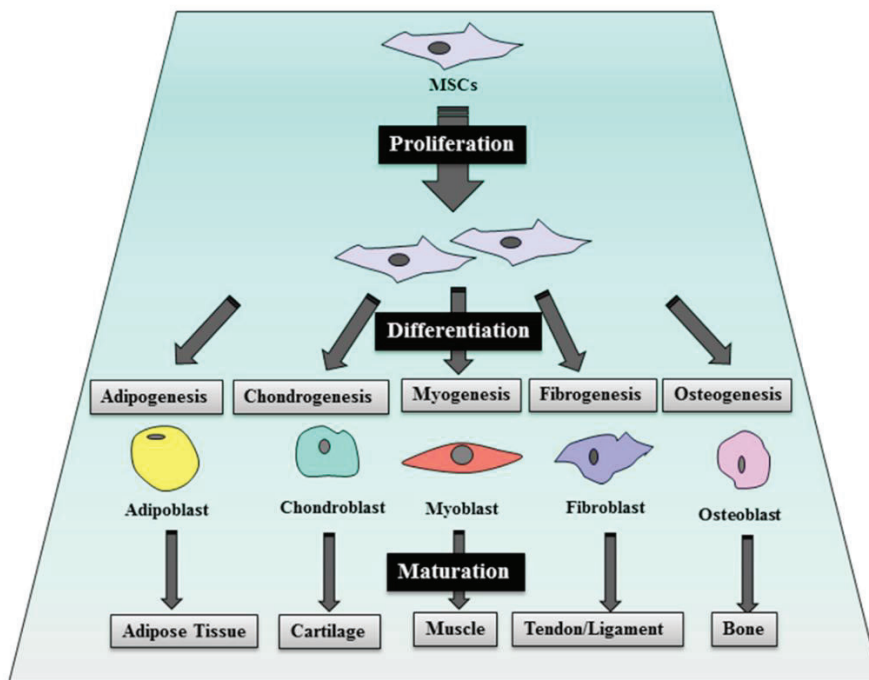 MSCs
Proliferation
Differentiation
Adipogenesis
Chondrogenesis
Myogenesis
Fibrogenesis
Osteogenesis
Adipoblast
Chondroblast
Myoblast
Fibroblast
Osteoblast
Maturation
Adipose Tissue
Cartilage
Muscle
Tendon/Ligament
Bone